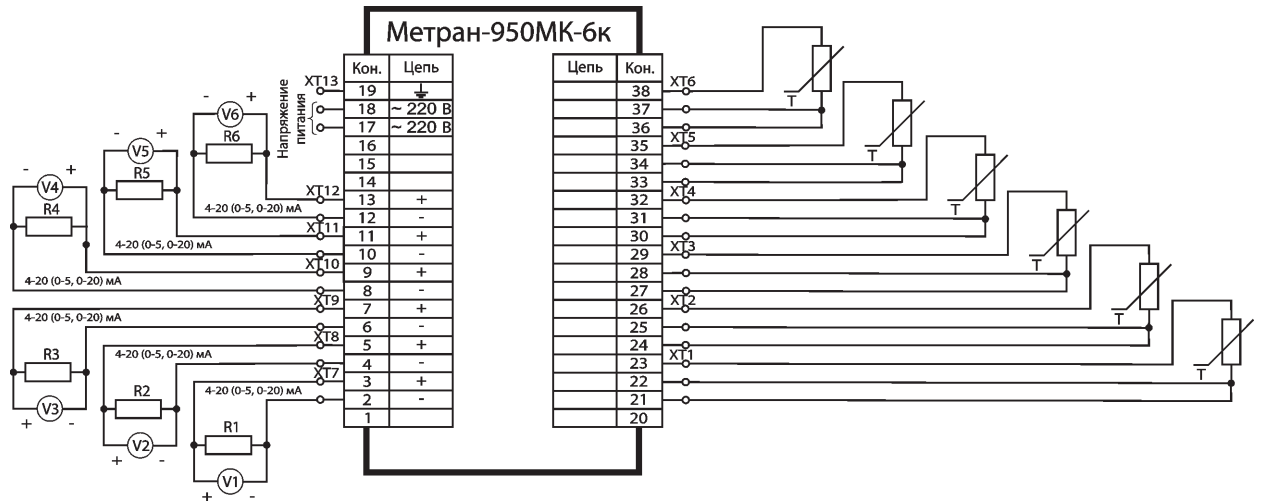 Метран-950МК-6к
Кон. Цепь
Цепь Кон.
XT13
19
18 ~ 220 В
17 ~ 220 В
16
15
14
13 +
12 -
11 +
10 -
9 +
8 -
7 +
6 -
5 +
4 -
3 +
2 -
1
38
37
36
35
34
33
32
31
30
29
28
27
26
25
24
23
22
21
20
Напряжение
питания
- V6 +
R6
XT12
4-20 (0-5, 0-20) мА
- V5 +
R5
XT11
4-20 (0-5, 0-20) мА
- V4 +
R4
XT10
4-20 (0-5, 0-20) мА
XT9
4-20 (0-5, 0-20) мА
R3
V3
+ -
XT8
4-20 (0-5, 0-20) мА
R2
V2
+ -
XT7
4-20 (0-5, 0-20) мА
R1
V1
+ -
XT6
T
XT5
T
XT4
T
XT3
T
XT2
T
XT1
T